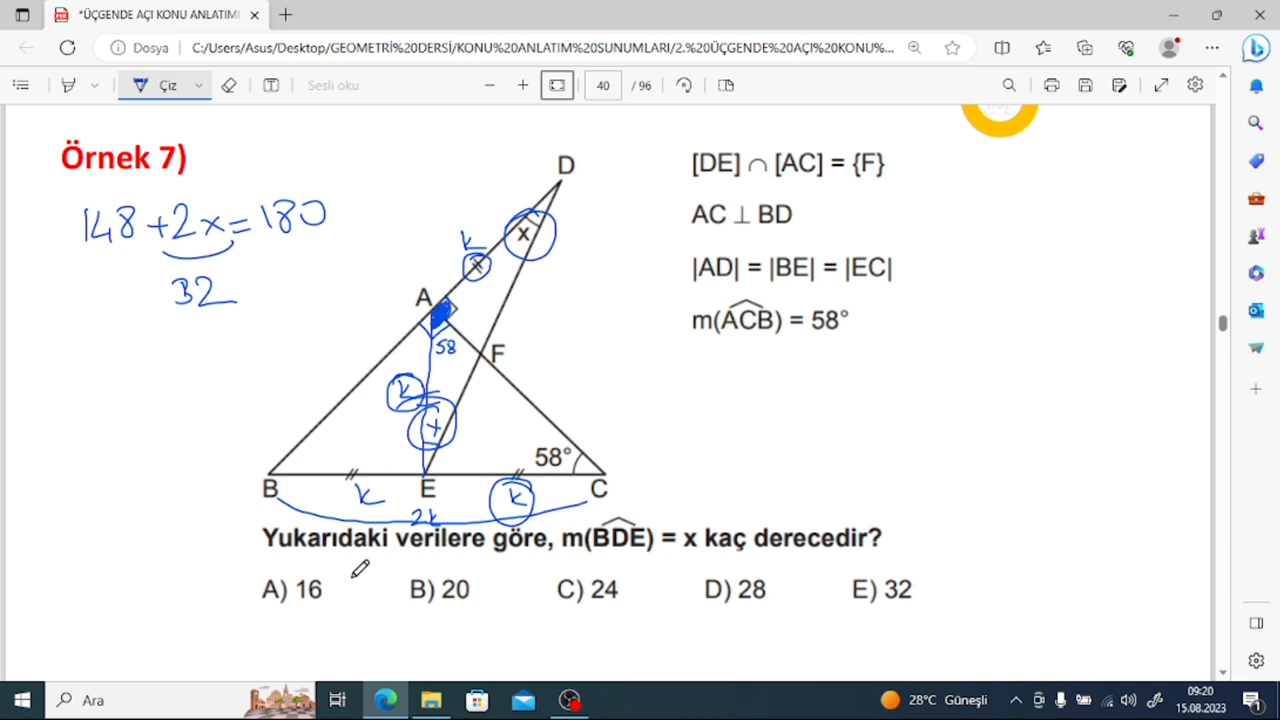 *ÜÇGENDE AÇI KONU ANLATIMI
Dosya
C:/Users/Asus/Desktop/GEOMETRİ%20DERSİ/KONU%20ANLATIM%20SUNUMLARI/2.%20ÜÇGENDE%20AÇI%20KONU%...
Çiz
Sesli oku
40
/ 96
Örnek 7)
148 + 2x = 180
32
D
x
k
x
A
58
F
k
x
58°
B
k
E
k
C
2k
[DE] ∩ [AC] = {F}
AC ⊥ BD
|AD| = |BE| = |EC|
m(ACB) = 58°
Yukarıdaki verilere göre, m(BDE) = x kaç derecedir?
A) 16 B) 20 C) 24 D) 28 E) 32
Ara
28°C Güneşli
09:20
15.08.2023